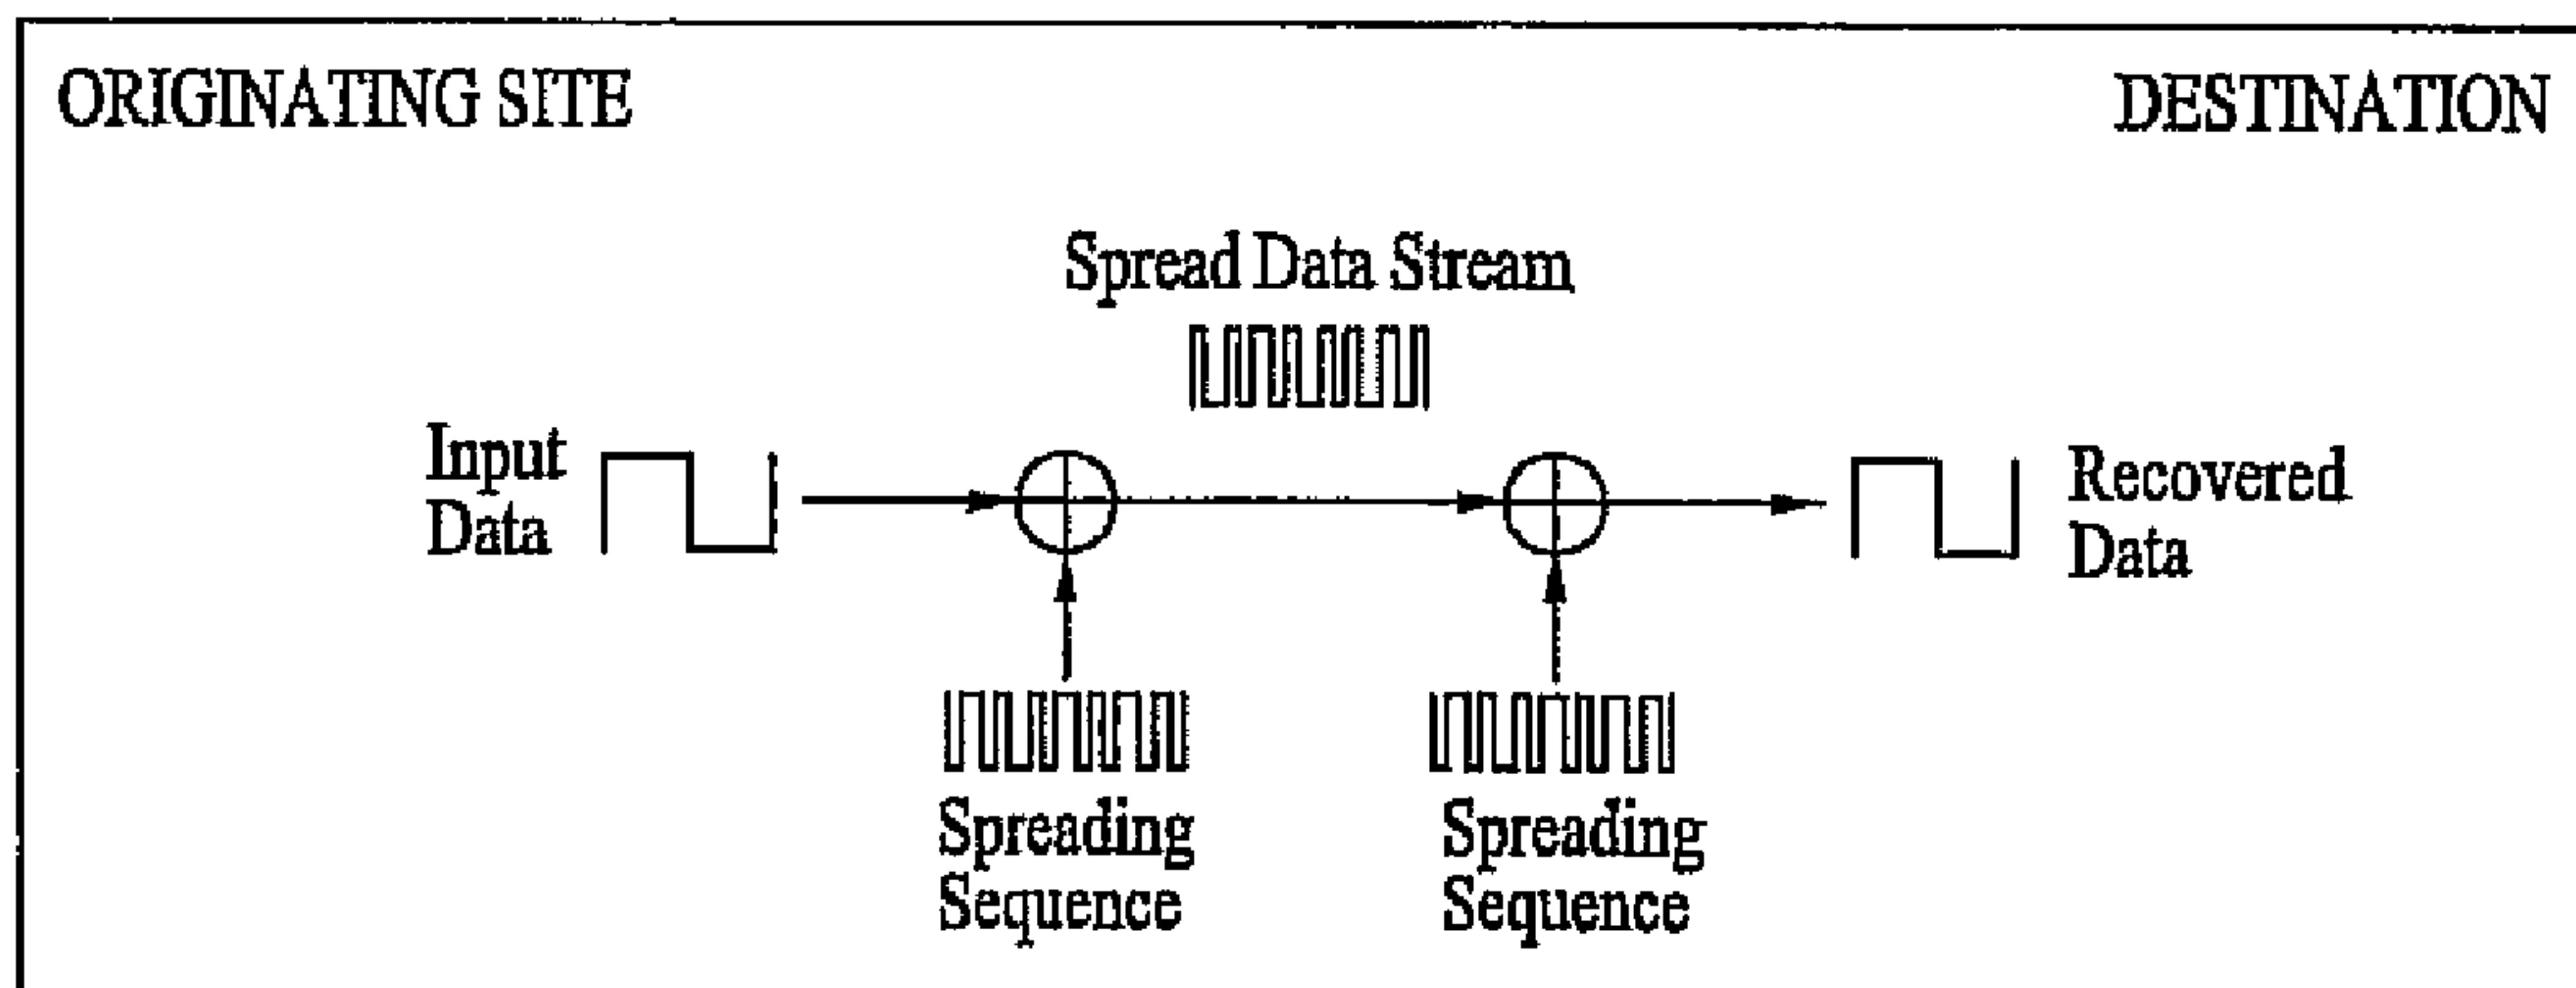 ORIGINATING SITE
DESTINATION
Spread Data Stream
Input
Data
Recovered
Data
Spreading
Sequence
Spreading
Sequence